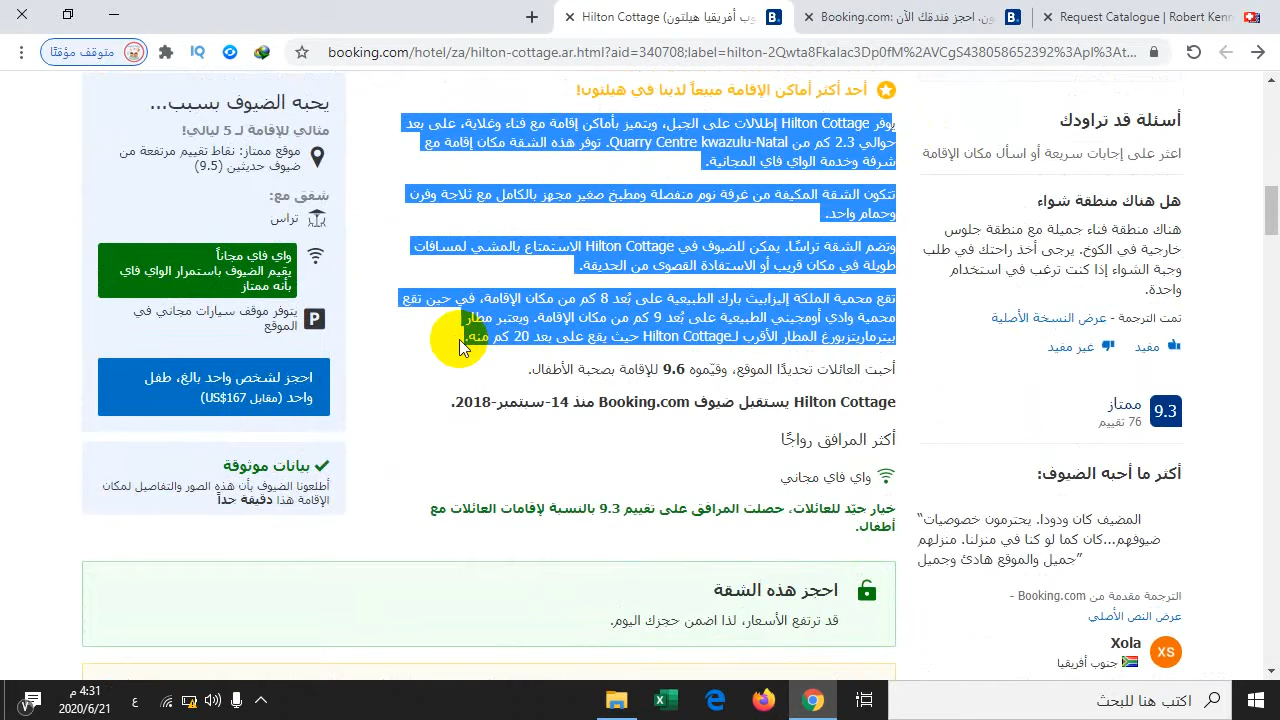 Hilton Cottage (وب أفريقيا هيلتون
Booking.com: ون. احجز فندقك الآن
Request Catalogue | Robert Kenn
متوقف مؤقتًا
booking.com/hotel/za/hilton-cottage.ar.html?aid=340708;label=hilton-2Qwta8Fkdac3Dp0fM%2AVCgS438058652392%3Apl%3At...
أسئلة قد تراودك
اعثر على إجابات سريعة أو اسأل مكان الإقامة
هل هناك منطقة شواء
هناك منطقة فناء جميلة مع منطقة جلوس
خارجية في الكوخ. يرجى أخذ راحتك في طلب
وجبة الشواء إذا كنت ترغب في استخدام
واحدة.
تمت الترجمة - عرض النسخة الأصلية
مفيد غير مفيد
9.3
ممتاز
76 تقييم
أكثر ما أحبه الضيوف:
“المضيف كان ودودا. يحترمون خصوصيات
ضيوفهم...كان كما لو كنا في منزلنا. منزلهم
جميل والموقع هادئ وجميل”
الترجمة مقدمة من Booking.com -
عرض النص الأصلي
XS
Xola
جنوب أفريقيا
أحد أكثر أماكن الإقامة مبيعاً لدينا في هيلتون!
يوفر Hilton Cottage إطلالات على الجبل، ويتميز بأماكن إقامة مع فناء وغلاية، على بعد
حوالي 2.3 كم من Quarry Centre kwazulu-Natal. توفر هذه الشقة مكان إقامة مع
شرفة وخدمة الواي فاي المجانية.
تتكون الشقة المكيفة من غرفة نوم منفصلة ومطبخ صغير مجهز بالكامل مع ثلاجة وفرن
وحمام واحد.
وتضم الشقة تراسًا. يمكن للضيوف في Hilton Cottage الاستمتاع بالمشي لمسافات
طويلة في مكان قريب أو الاستفادة القصوى من الحديقة.
تقع محمية الملكة إليزابيث بارك الطبيعية على بُعد 8 كم من مكان الإقامة، في حين تقع
محمية وادي أومجيني الطبيعية على بُعد 9 كم من مكان الإقامة. ويعتبر مطار
بيترماريتزبورغ المطار الأقرب لـHilton Cottage حيث يقع على بعد 20 كم منه.
أحبت العائلات تحديدًا الموقع، وقيّموه 9.6 للإقامة بصحبة الأطفال.
Hilton Cottage يستقبل ضيوف Booking.com منذ 14-سبتمبر-2018.
أكثر المرافق رواجًا
واي فاي مجاني
خيار جيّد للعائلات، حصلت المرافق على تقييم 9.3 بالنسبة لإقامات العائلات مع
أطفال.
احجز هذه الشقة
قد ترتفع الأسعار، لذا اضمن حجزك اليوم.
يحبه الضيوف بسبب...
مثالي للإقامة لـ 5 ليالي!
موقع ممتاز: نقاط تقييم مرتفعة من
ضيوف حديثين (9.5)
شقق مع:
تراس
واي فاي مجاناً
يقيم الضيوف باستمرار الواي فاي
بأنه ممتاز
P
يتوفر موقف سيارات مجاني في
الموقع
احجز لشخص واحد بالغ، طفل
واحد (مقابل US$167)
بيانات موثوقة
أطلعونا الضيوف بأن هذه الصور والتفاصيل لمكان
الإقامة هذا دقيقة جداً
اكتب هنا للبحث
ع
4:31 م
2020/6/21